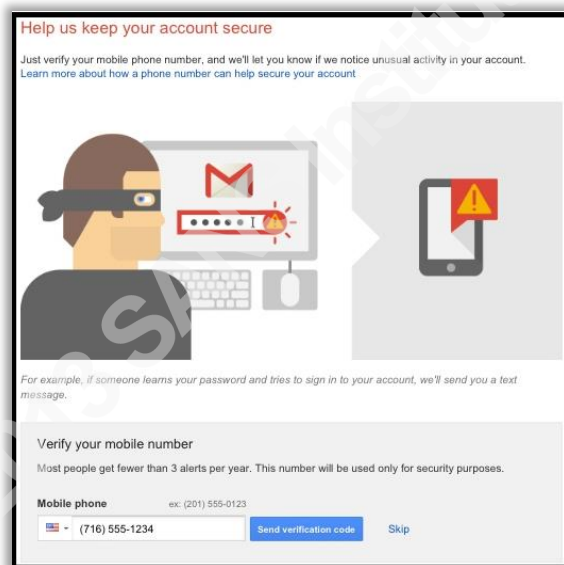 Help us keep your account secure
Just verify your mobile phone number, and we'll let you know if we notice unusual activity in your account.
Learn more about how a phone number can help secure your account
For example, if someone learns your password and tries to sign in to your account, we'll send you a text
message.
Verify your mobile number
Most people get fewer than 3 alerts per year. This number will be used only for security purposes.
Mobile phone ex: (201) 555-0123
(716) 555-1234 Send verification code Skip